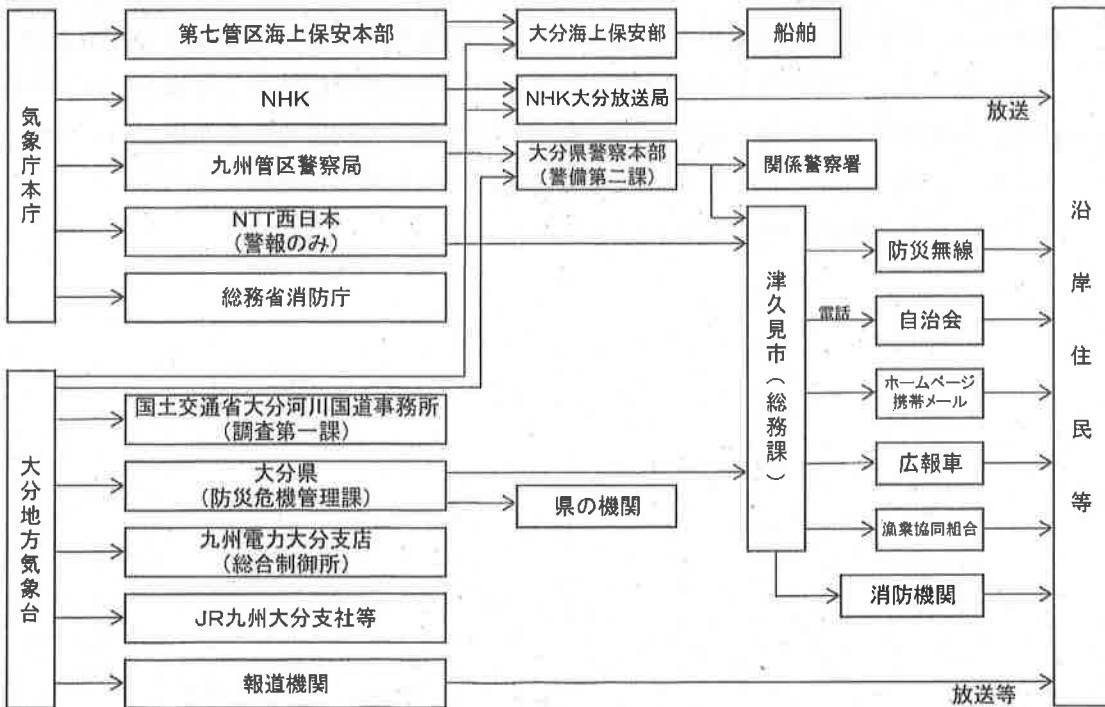 気象庁本庁
第七管区海上保安本部
NHK
九州管区警察局
NTT西日本
(警報のみ)
総務省消防庁
大分海上保安部
船舶
NHK大分放送局
放送
大分県警察本部
(警備第二課)
関係警察署
大分地方気象台
国土交通省大分河川国道事務所
(調査第一課)
大分県
(防災危機管理課)
県の機関
九州電力大分支店
(総合制御所)
JR九州大分支社等
報道機関
放送等
津久見市(総務課)
防災無線
電話
自治会
ホームページ
携帯メール
広報車
漁業協同組合
消防機関
沿岸住民等